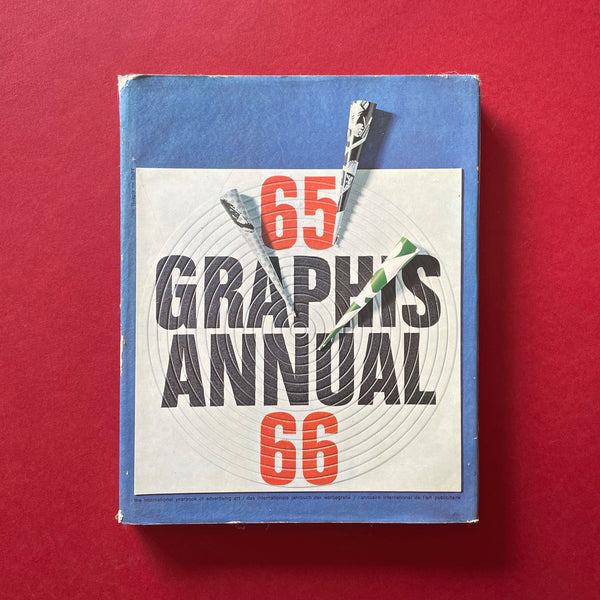 65
GRAPHIS
ANNUAL
66
the international yearbook of advertising art / das internationale jahrbuch der werbegrafik / l'annuaire international de l'art publicitaire